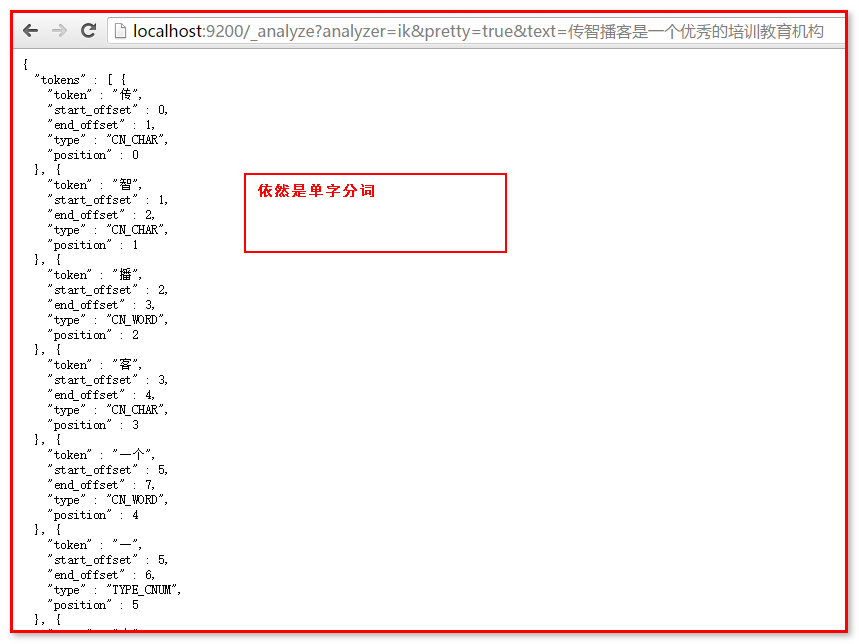 localhost:9200/_analyze?analyzer=ik&pretty=true&text=传智播客是一个优秀的培训教育机构
{
"tokens" : [ {
"token" : "传",
"start_offset" : 0,
"end_offset" : 1,
"type" : "CN_CHAR",
"position" : 0
}, {
"token" : "智",
"start_offset" : 1,
"end_offset" : 2,
"type" : "CN_CHAR",
"position" : 1
}, {
"token" : "播",
"start_offset" : 2,
"end_offset" : 3,
"type" : "CN_WORD",
"position" : 2
}, {
"token" : "客",
"start_offset" : 3,
"end_offset" : 4,
"type" : "CN_CHAR",
"position" : 3
}, {
"token" : "一个",
"start_offset" : 5,
"end_offset" : 7,
"type" : "CN_WORD",
"position" : 4
}, {
"token" : "一",
"start_offset" : 5,
"end_offset" : 6,
"type" : "TYPE_CNUM",
"position" : 5
}, {
依然是单字分词